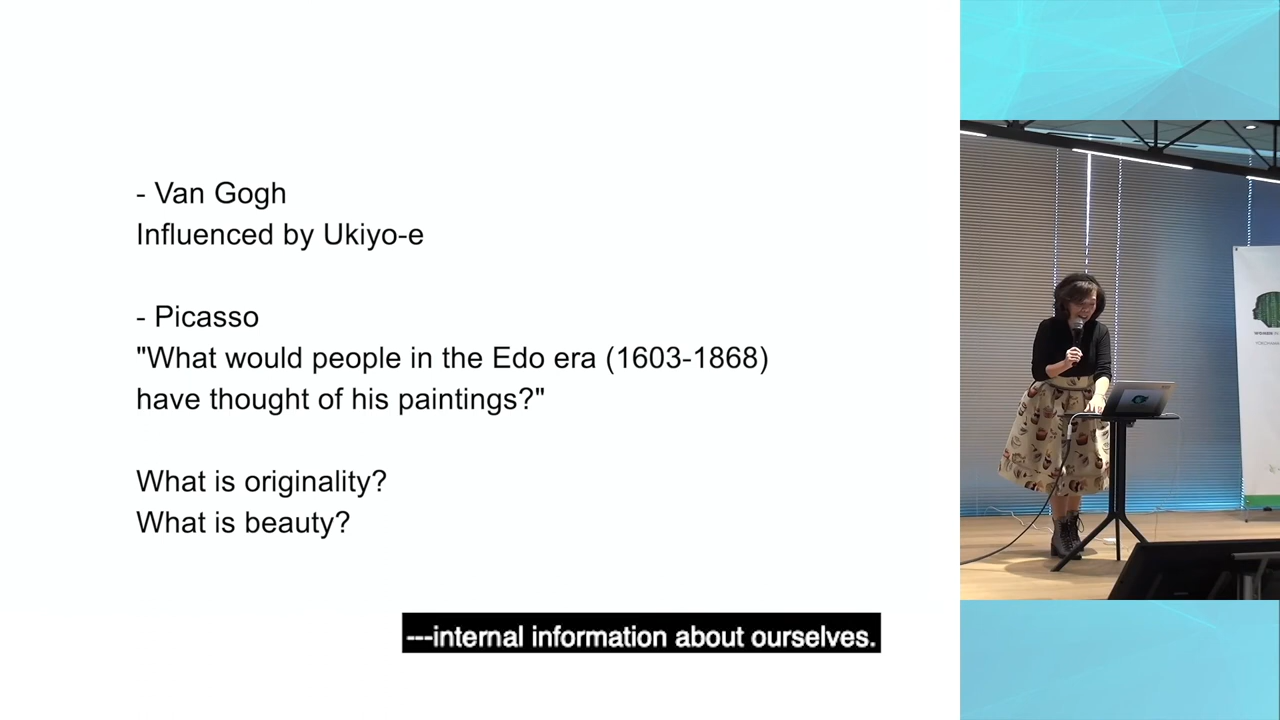 - Van Gogh
Influenced by Ukiyo-e
- Picasso
"What would people in the Edo era (1603-1868)
have thought of his paintings?"
What is originality?
What is beauty?
---internal information about ourselves.